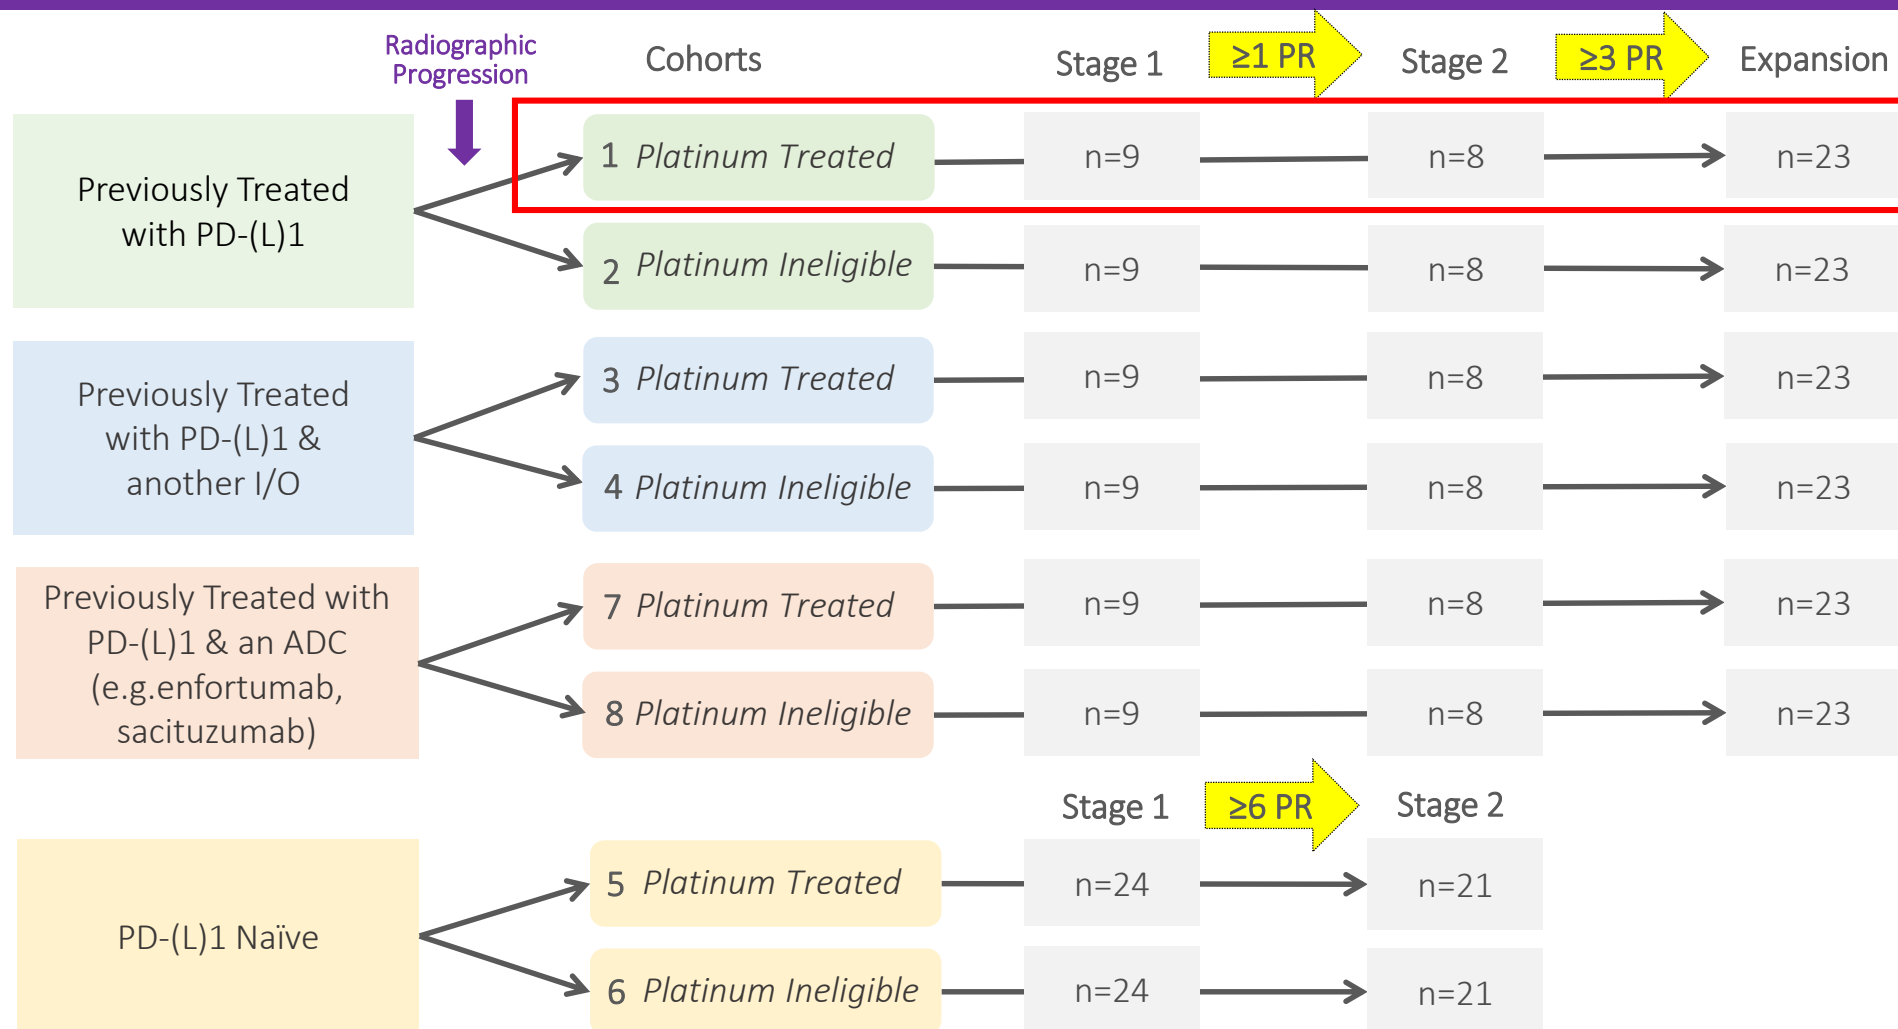 Radiographic
Progression
Cohorts
Stage 1
≥1 PR
Stage 2
≥3 PR
Expansion
Previously Treated
with PD-(L)1
1 Platinum Treated
n=9
n=8
n=23
2 Platinum Ineligible
n=9
n=8
n=23
Previously Treated
with PD-(L)1 &
another I/O
3 Platinum Treated
n=9
n=8
n=23
4 Platinum Ineligible
n=9
n=8
n=23
Previously Treated with
PD-(L)1 & an ADC
(e.g.enfortumab,
sacituzumab)
7 Platinum Treated
n=9
n=8
n=23
8 Platinum Ineligible
n=9
n=8
n=23
Stage 1
≥6 PR
Stage 2
PD-(L)1 Naïve
5 Platinum Treated
n=24
n=21
6 Platinum Ineligible
n=24
n=21